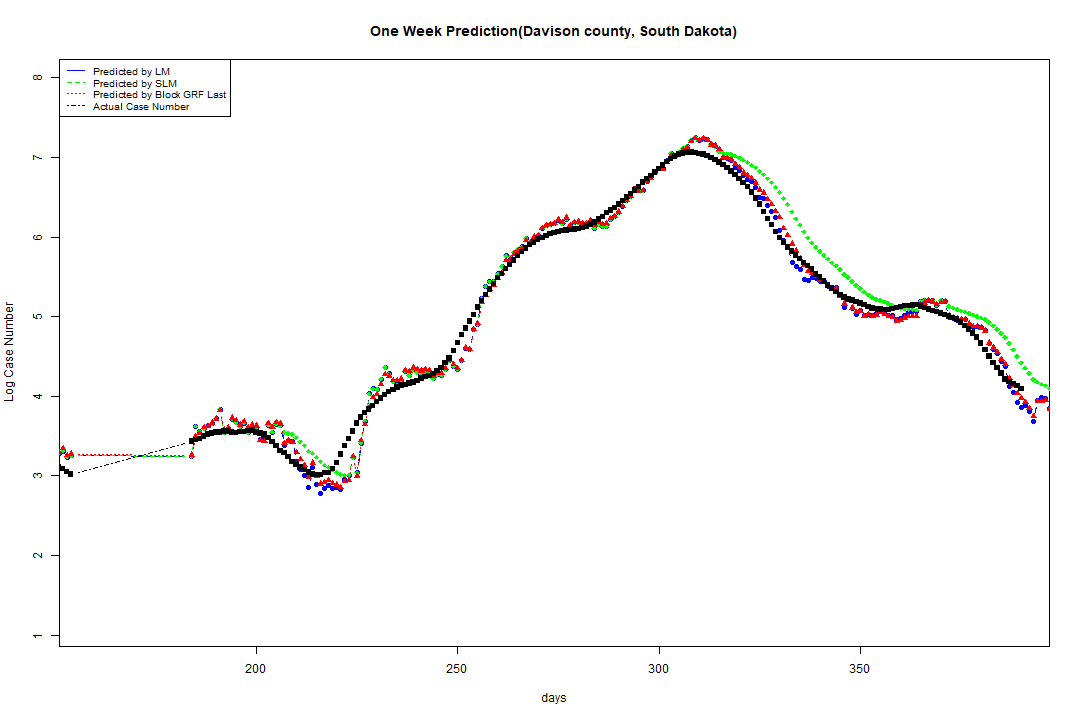 One Week Prediction(Davison county, South Dakota)
Predicted by LM
Predicted by SLM
Predicted by Block GRF Last
Actual Case Number
8
7
6
5
4
3
2
1
Log Case Number
200
250
300
350
days